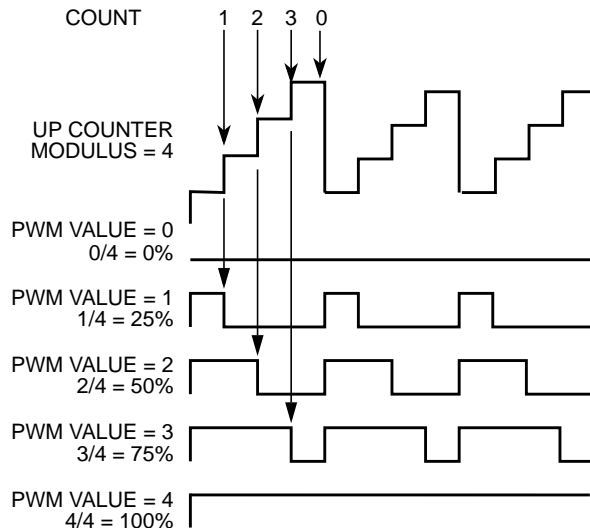 COUNT 1 2 3 0
UP COUNTER
MODULUS = 4
PWM VALUE = 0
0/4 = 0%
PWM VALUE = 1
1/4 = 25%
PWM VALUE = 2
2/4 = 50%
PWM VALUE = 3
3/4 = 75%
PWM VALUE = 4
4/4 = 100%